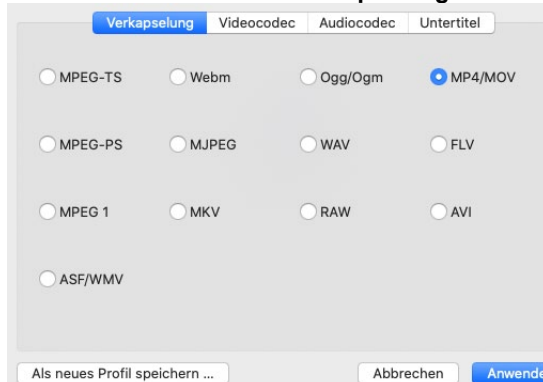 Verkapselung Videocodec Audiocodec Untertitel
MPEG-TS Webm Ogg/Ogm MP4/MOV
MPEG-PS MJPEG WAV FLV
MPEG 1 MKV RAW AVI
ASF/WMV
Als neues Profil speichern ... Abbrechen Anwende